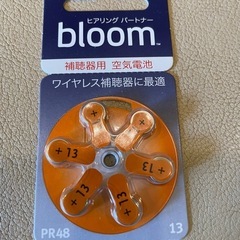 ヒアリング パートナー
bloom
補聴器用 空気電池
ワイヤレス補聴器に最適
+
+
+ 13
13 +
+ 13
+ 13
PR48
13